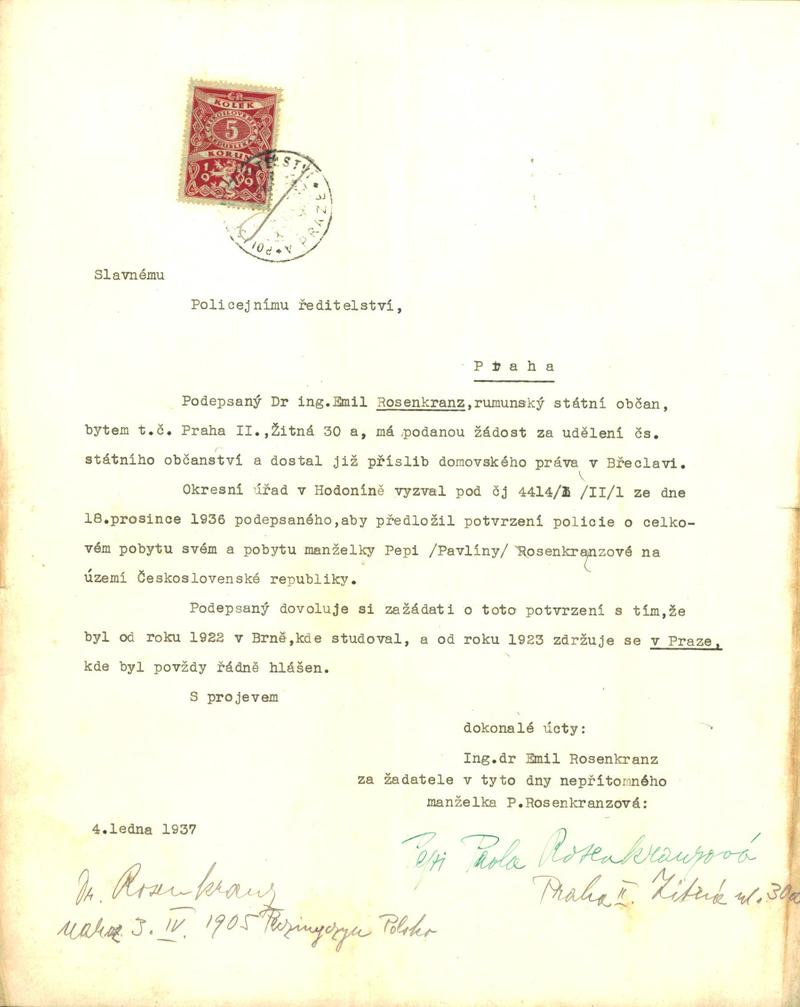 ČR
KOLEK
ČESKOSLOVENSKÁ
5
REPUBLIKA
KORUN
1919
Slavnému
Policejnímu ředitelství,
Praha
Podepsaný Dr ing.Emil Rosenkranz,rumunský státní občan,
bytem t.č. Praha II.,Žitná 30 a, má podanou žádost za udělení čs.
státního občanství a dostal již příslib domovského práva v Břeclavi.
Okresní úřad v Hodoníně vyzval pod čj 4414/ /II/1 ze dne
18.prosince 1936 podepsaného,aby předložil potvrzení policie o celko-
vém pobytu svém a pobytu manželky Pepi /Pavlíny/ Rosenkranzové na
území Československé republiky.
Podepsaný dovoluje si zažádati o toto potvrzení s tím,že
byl od roku 1922 v Brně,kde studoval, a od roku 1923 zdržuje se v Praze,
kde byl povždy řádně hlášen.
S projevem
dokonalé úcty:
Ing.dr Emil Rosenkranz
za žadatele v tyto dny nepřítomného
manželka P.Rosenkranzová:
4.ledna 1937
Pepi Paola Rosenkranzová
Praha II. Žitná ul. 30a
Dr. Rosenkranz
3. IV. 1905 Polsko